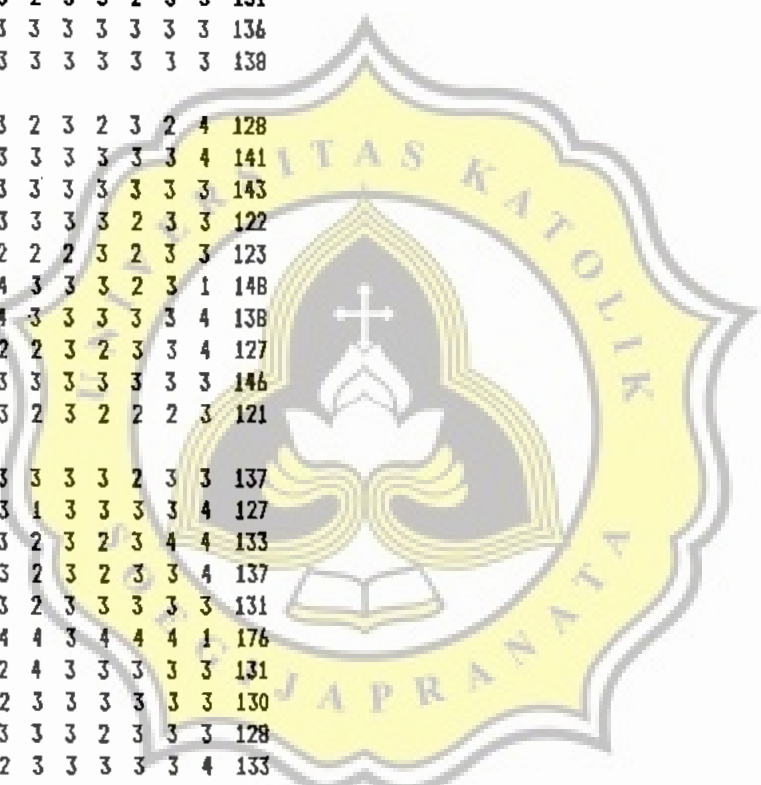 3 3 3 3 3 3 3 136
3 3 3 3 3 3 3 138
3 2 3 2 3 2 4 128
3 3 3 3 3 3 4 141
3 3 3 3 3 3 3 143
3 3 3 3 2 3 3 122
2 2 2 3 2 3 3 123
4 3 3 3 2 3 1 148
4 3 3 3 3 3 4 138
2 2 3 2 3 3 4 127
3 3 3 3 3 3 3 146
3 2 3 2 2 2 3 121
3 3 3 3 2 3 3 137
3 1 3 3 3 3 4 127
3 2 3 2 3 4 4 133
3 2 3 2 3 3 4 137
3 2 3 3 3 3 3 131
4 4 3 4 4 4 1 176
2 4 3 3 3 3 3 131
2 3 3 3 3 3 3 130
3 3 3 2 3 3 3 128
2 3 3 3 3 3 4 133
UNIVERSITAS KATOLIK
SOEGIJAPRANATA